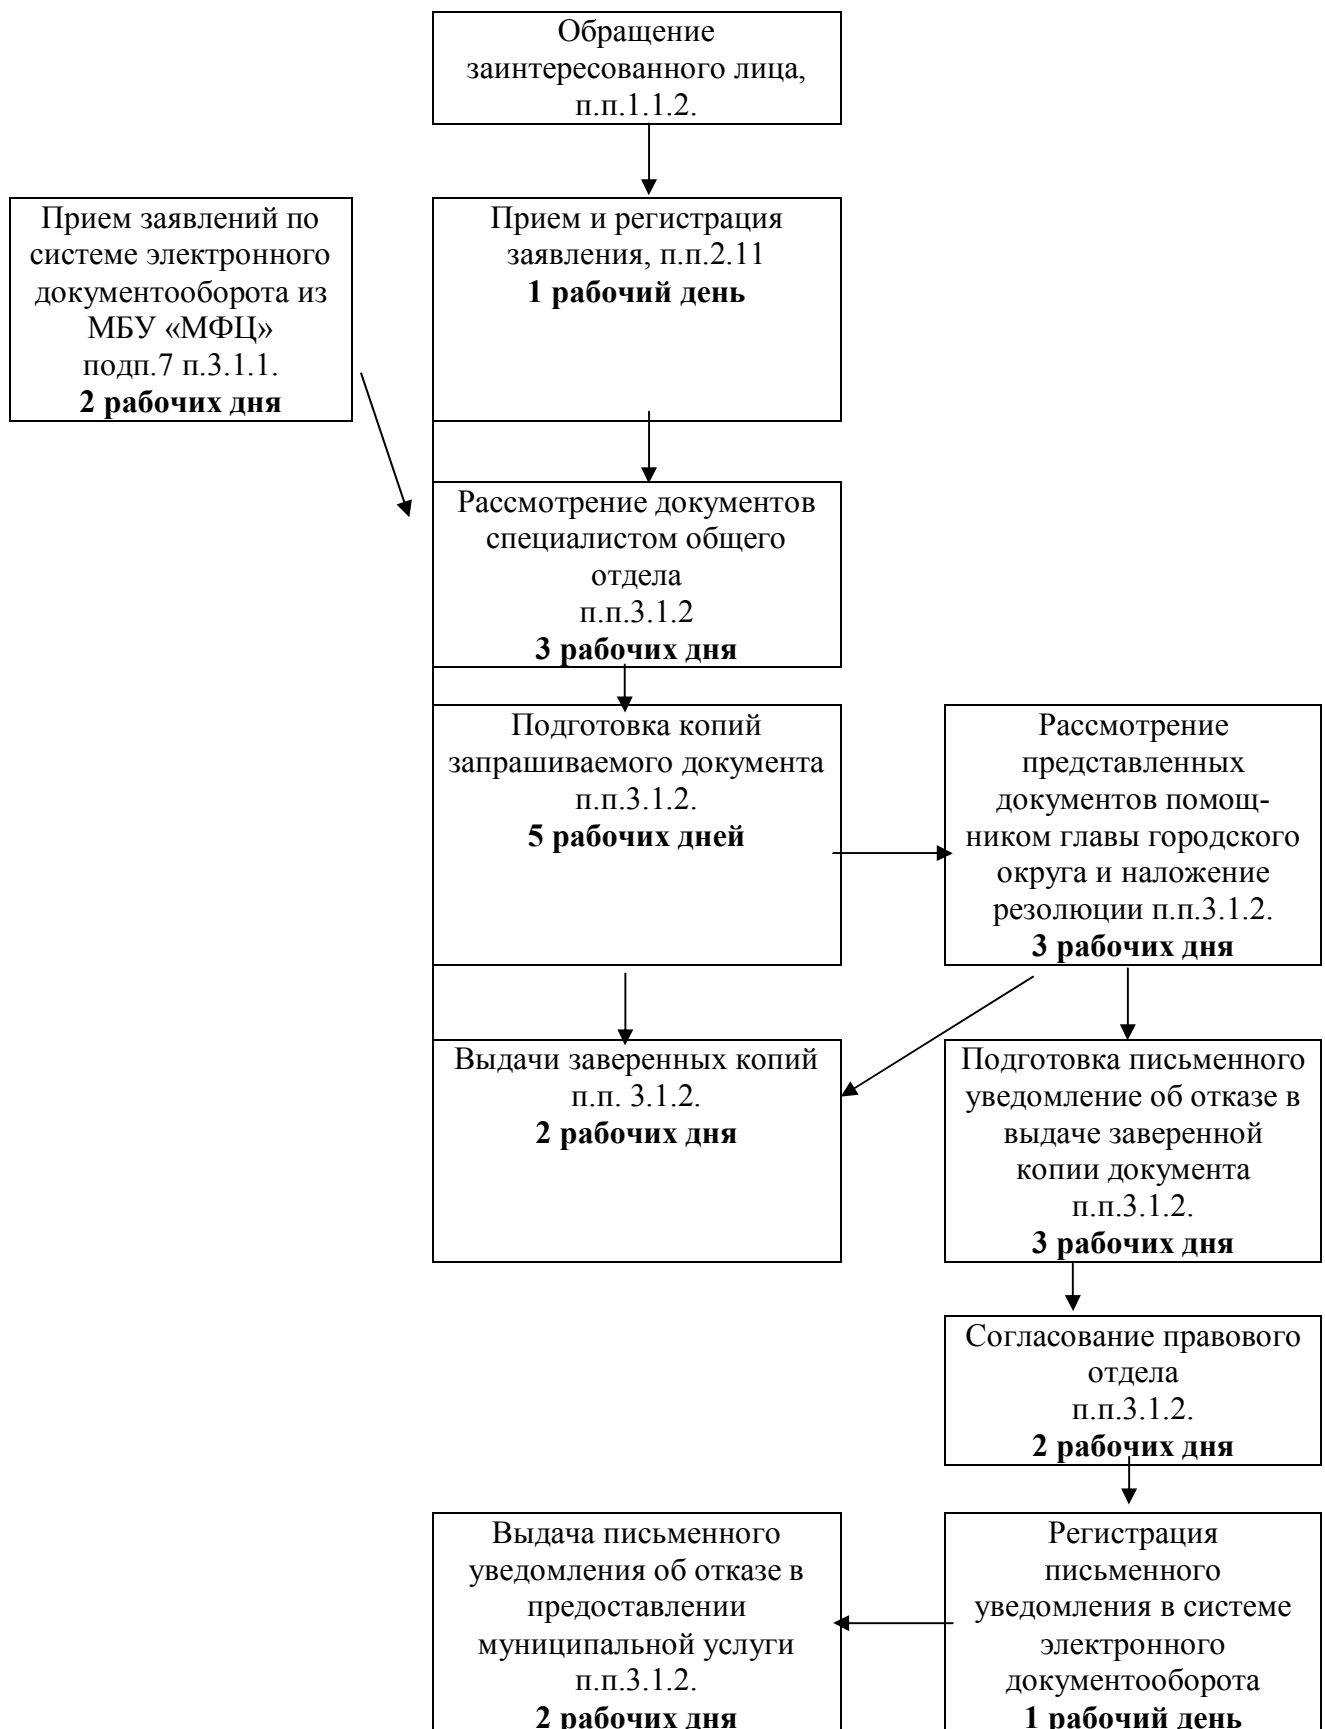 Обращение
заинтересованного лица,
п.п.1.1.2.
Прием заявлений по
системе электронного
документооборота из
МБУ «МФЦ»
подп.7 п.3.1.1.
2 рабочих дня
Прием и регистрация
заявления, п.п.2.11
1 рабочий день
Рассмотрение документов
специалистом общего
отдела
п.п.3.1.2
3 рабочих дня
Подготовка копий
запрашиваемого документа
п.п.3.1.2.
5 рабочих дней
Рассмотрение
представленных
документов помощ-
ником главы городского
округа и наложение
резолюции п.п.3.1.2.
3 рабочих дня
Выдачи заверенных копий
п.п. 3.1.2.
2 рабочих дня
Подготовка письменного
уведомление об отказе в
выдаче заверенной
копии документа
п.п.3.1.2.
3 рабочих дня
Согласование правового
отдела
п.п.3.1.2.
2 рабочих дня
Выдача письменного
уведомления об отказе в
предоставлении
муниципальной услуги
п.п.3.1.2.
2 рабочих дня
Регистрация
письменного
уведомления в системе
электронного
документооборота
1 рабочий день